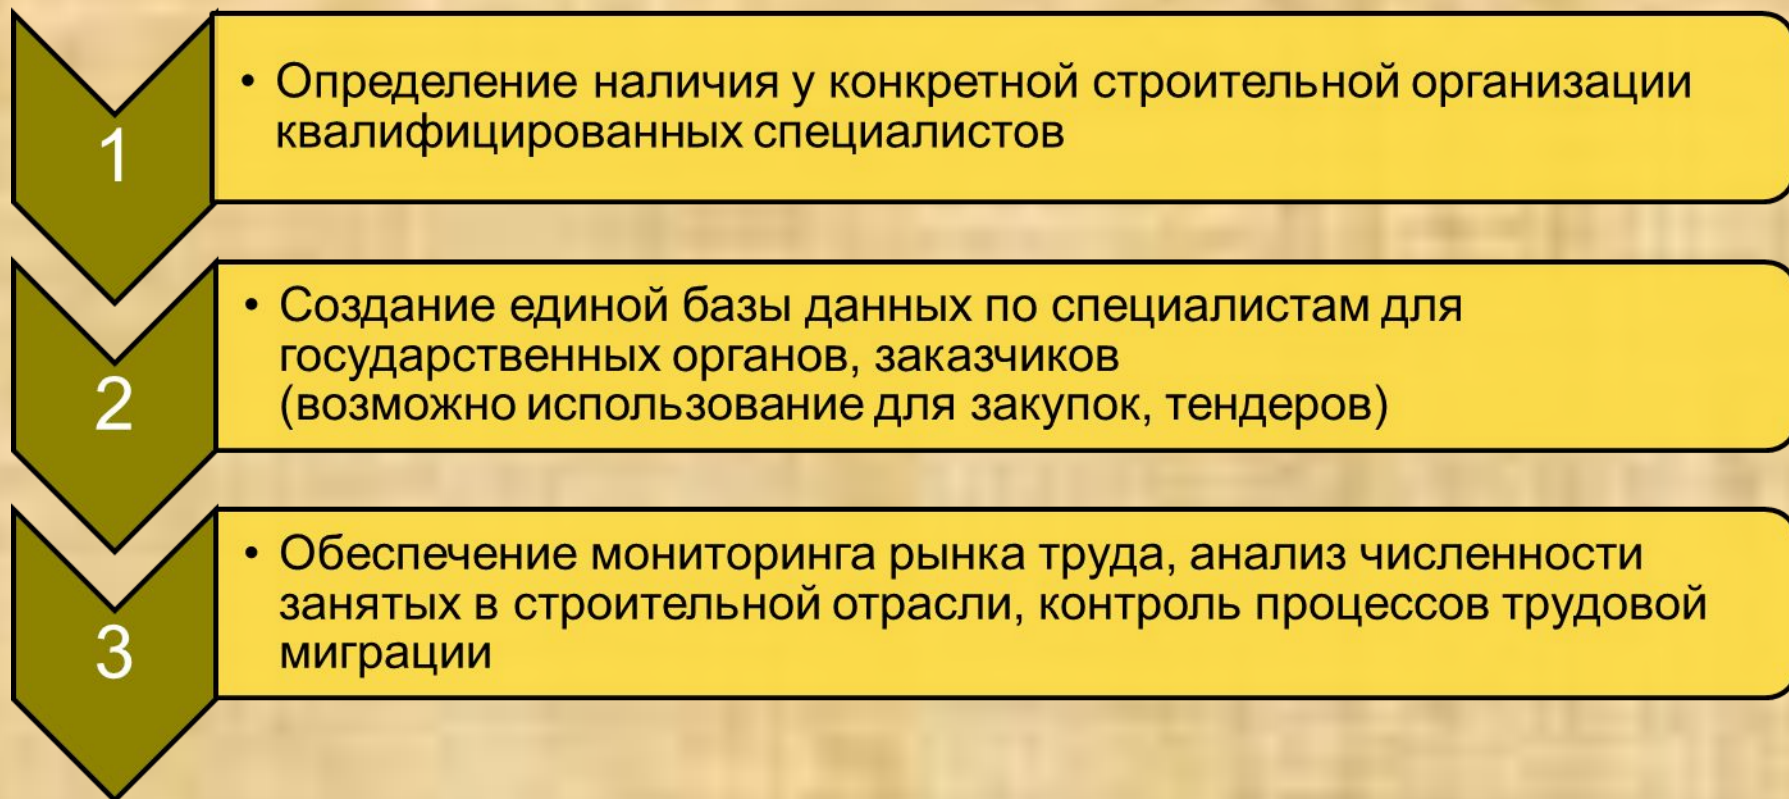 1
• Определение наличия у конкретной строительной организации
квалифицированных специалистов
2
• Создание единой базы данных по специалистам для
государственных органов, заказчиков
(возможно использование для закупок, тендеров)
3
• Обеспечение мониторинга рынка труда, анализ численности
занятых в строительной отрасли, контроль процессов трудовой
миграции